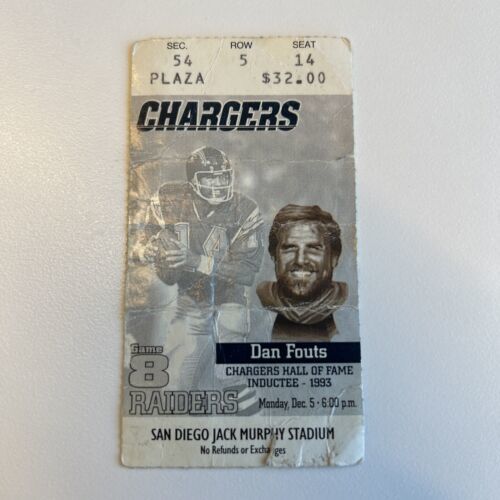 SEC. ROW SEAT
54 5 14
PLAZA $32.00
CHARGERS
14
Game
8
RAIDERS
Dan Fouts
CHARGERS HALL OF FAME
INDUCTEE - 1993
Monday, Dec. 5 • 6:00 p.m.
SAN DIEGO JACK MURPHY STADIUM
No Refunds or Exchanges